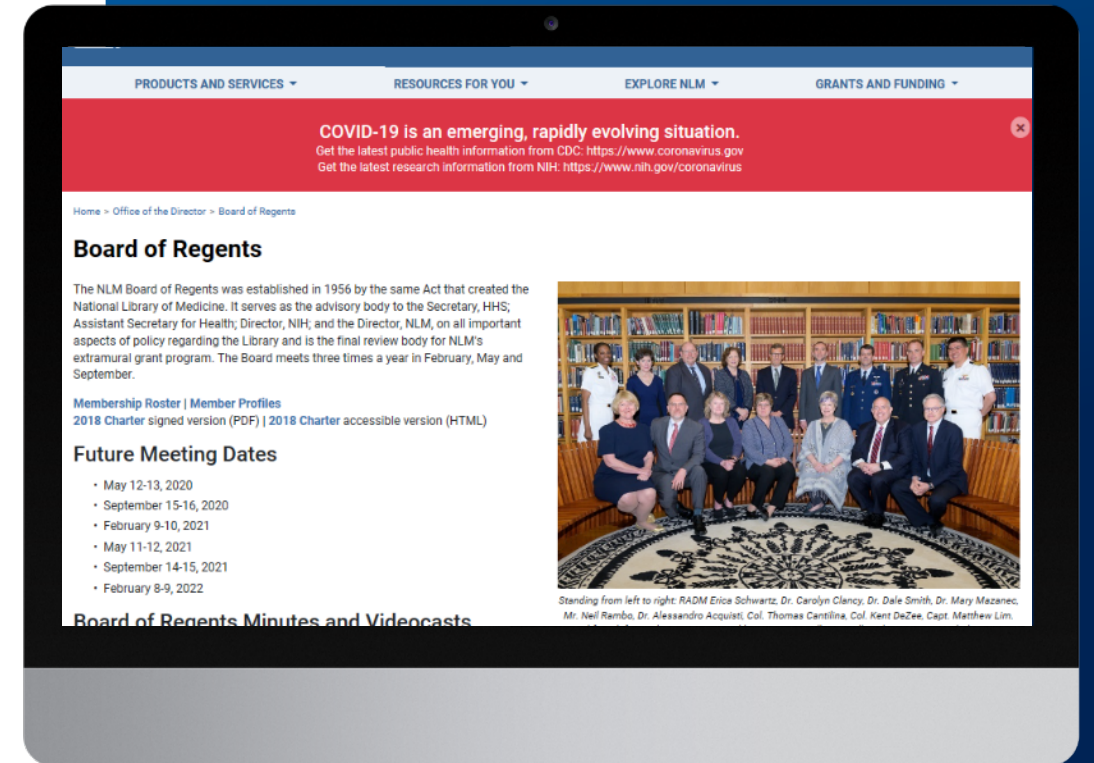 PRODUCTS AND SERVICES
RESOURCES FOR YOU
EXPLORE NLM
GRANTS AND FUNDING
COVID-19 is an emerging, rapidly evolving situation.
Get the latest public health information from CDC: https://www.coronavirus.gov
Get the latest research information from NIH: https://www.nih.gov/coronavirus
Home > Office of the Director > Board of Regents
Board of Regents
The NLM Board of Regents was established in 1956 by the same Act that created the
National Library of Medicine. It serves as the advisory body to the Secretary, HHS;
Assistant Secretary for Health; Director, NIH; and the Director, NLM, on all important
aspects of policy regarding the Library and is the final review body for NLM's
extramural grant program. The Board meets three times a year in February, May and
September.
Membership Roster | Member Profiles
2018 Charter signed version (PDF) | 2018 Charter accessible version (HTML)
Future Meeting Dates
• May 12-13, 2020
• September 15-16, 2020
• February 9-10, 2021
• May 11-12, 2021
• September 14-15, 2021
• February 8-9, 2022
Board of Regents Minutes and Videocasts
Standing from left to right: RADM Erica Schwartz, Dr. Carolyn Clancy, Dr. Dale Smith, Dr. Mary Mazanec,
Mr. Neil Rambo, Dr. Alessandro Acquisti, Col. Thomas Cantilina, Col. Kent DeZee, Capt. Matthew Lim.